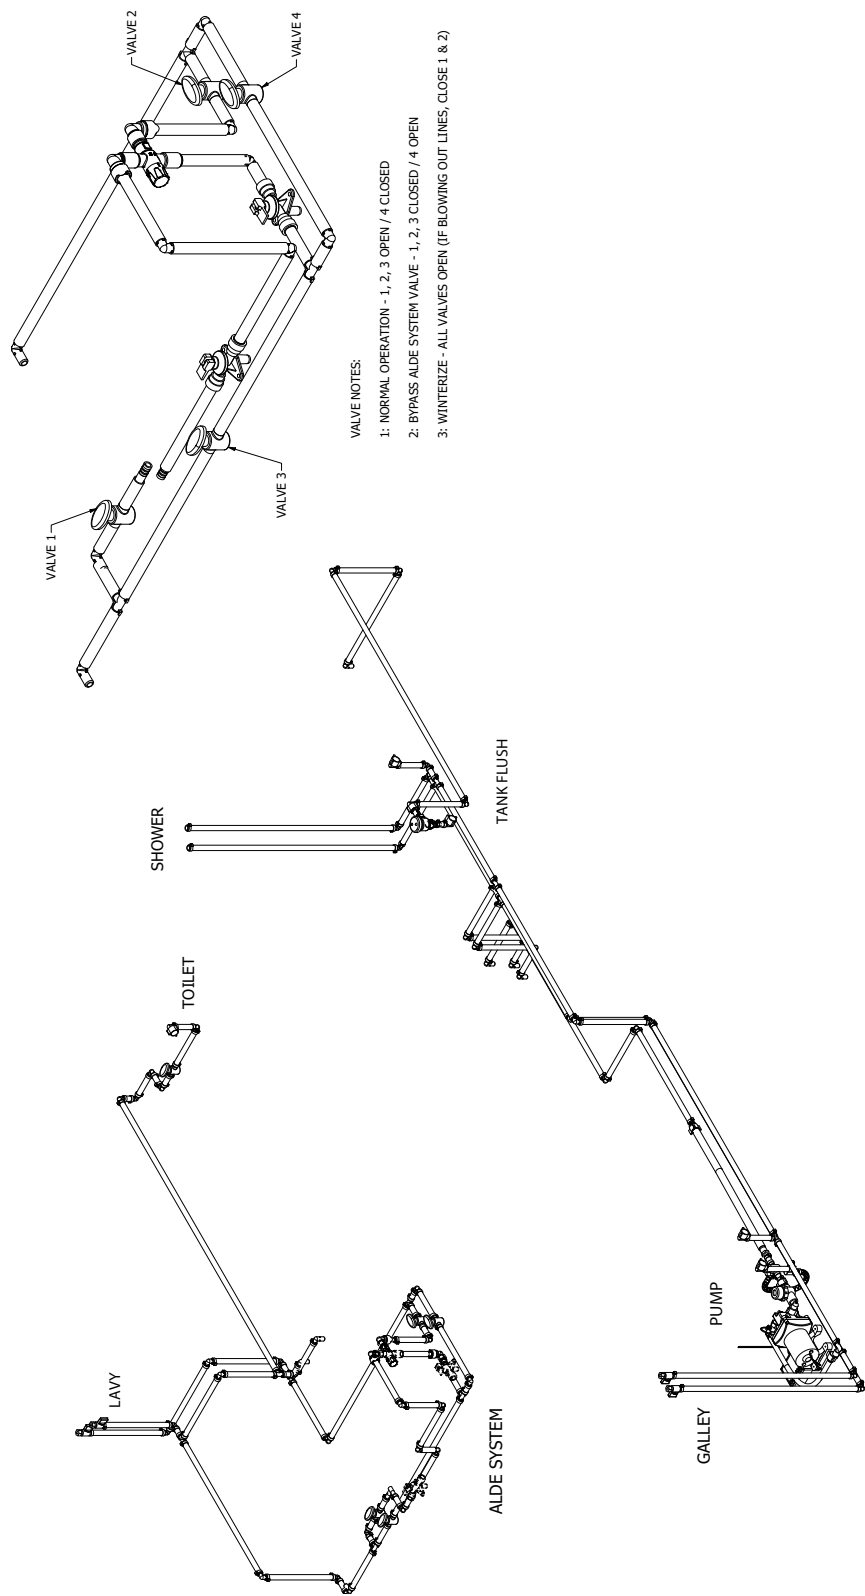 VALVE 2
VALVE 4
VALVE 1
VALVE 3
VALVE NOTES:
1: NORMAL OPERATION - 1, 2, 3 OPEN / 4 CLOSED
2: BYPASS ALDE SYSTEM VALVE - 1, 2, 3 CLOSED / 4 OPEN
3: WINTERIZE - ALL VALVES OPEN (IF BLOWING OUT LINES, CLOSE 1 & 2)
LAVY
TOILET
SHOWER
TANK FLUSH
ALDE SYSTEM
PUMP
GALLEY